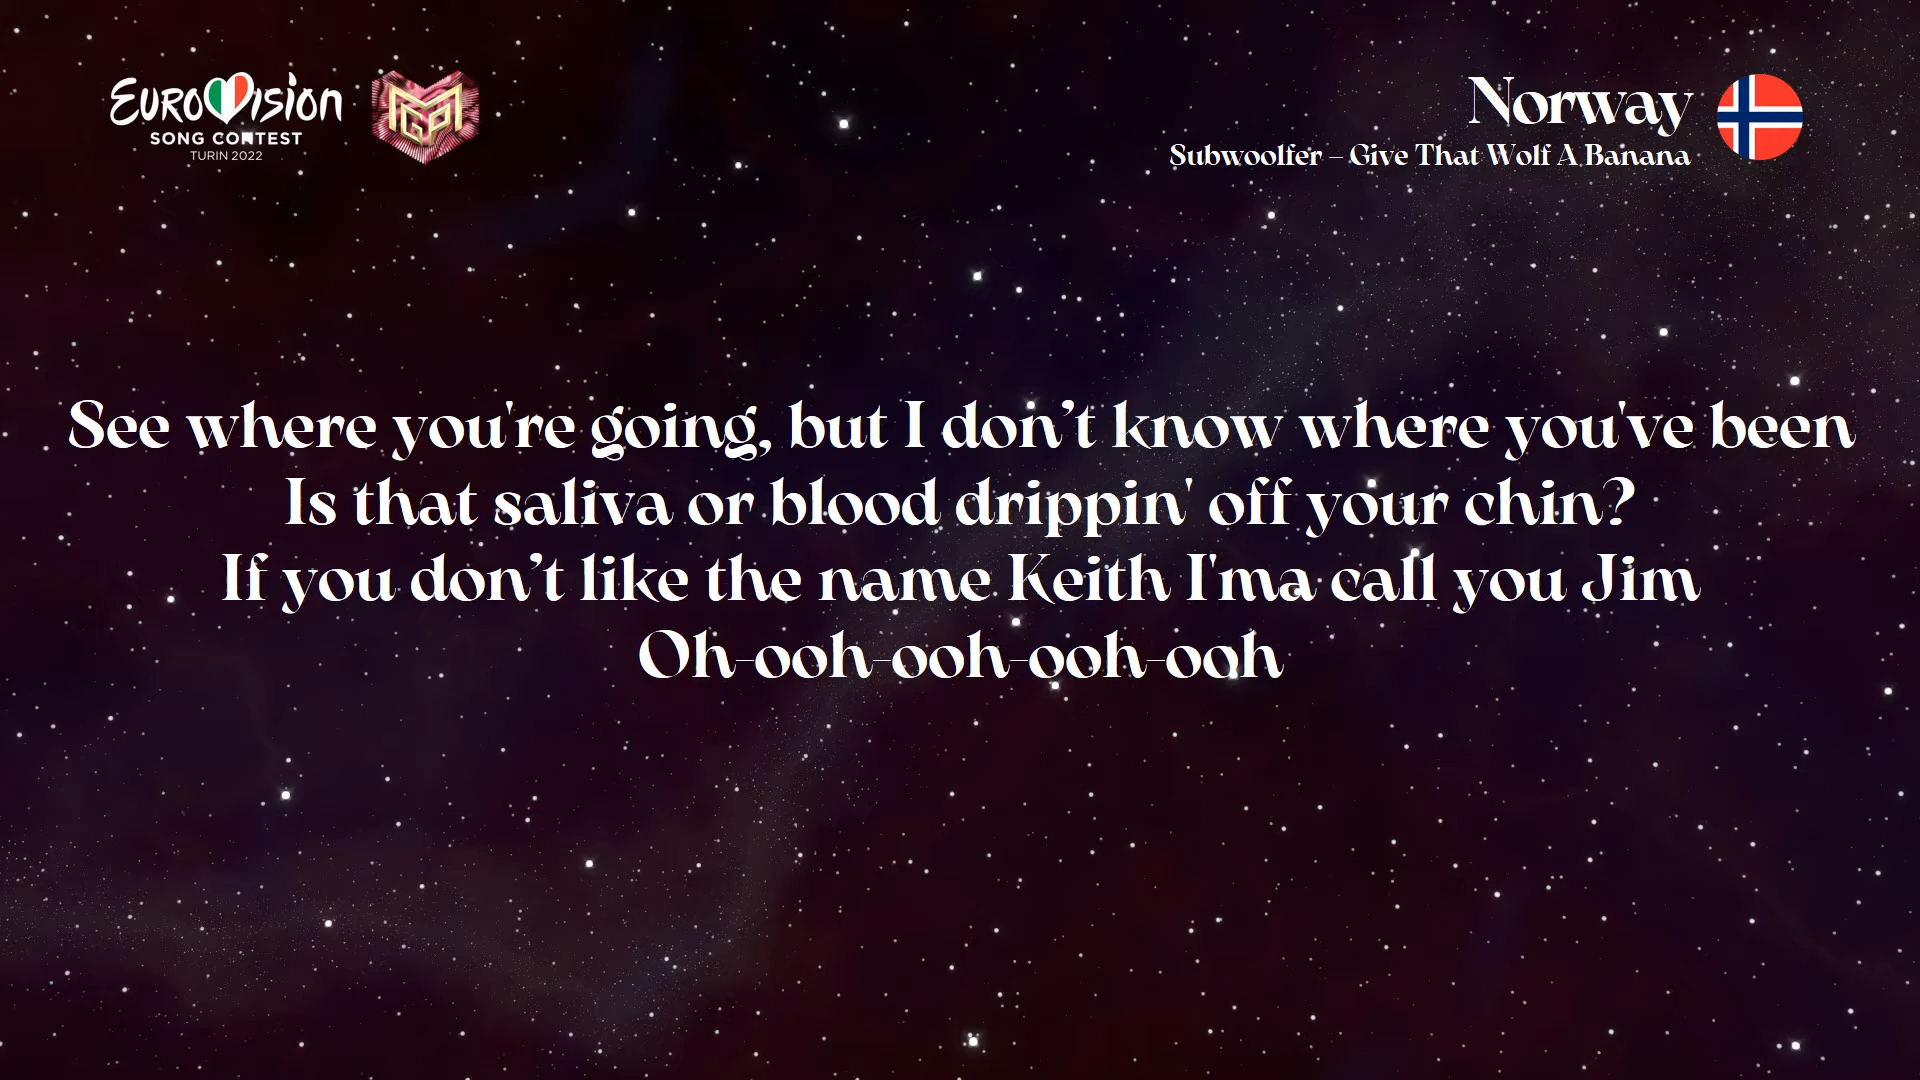 EUROVISION
SONG CONTEST
TURIN 2022
MGP
Norway
Subwoolfer – Give That Wolf A Banana
See where you're going, but I don’t know where you've been
Is that saliva or blood drippin' off your chin?
If you don’t like the name Keith I'ma call you Jim
Oh-ooh-ooh-ooh-ooh